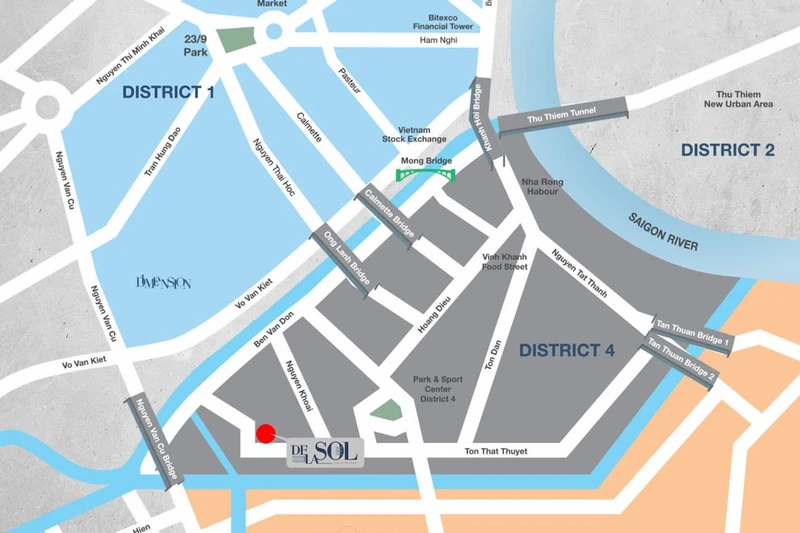 Market
Bitexco
Financial Tower
23/9
Park
Ham Nghi
Nguyen Thi Minh Khai
DISTRICT 1
Pasteur
Calmette
Khanh Hoi Bridge
Thu Thiem Tunnel
Thu Thiem
New Urban Area
DISTRICT 2
Tran Hung Dao
Nguyen Thai Hoc
Vietnam
Stock Exchange
Mong Bridge
Nguyen Van Cu
Nha Rong
Habour
Calmette Bridge
SAIGON RIVER
Ong Lanh Bridge
Vinh Khanh
Food Street
Nguyen Tat Thanh
DIMENSION
Vo Van Kiet
Nguyen Van Cu
Hoang Dieu
Ben Van Don
Tan Thuan Bridge 1
Tan Thuan Bridge 2
DISTRICT 4
Ton Dan
Vo Van Kiet
Nguyen Khoai
Park & Sport
Center
District 4
Nguyen Van Cu Bridge
DE
LA
SOL
Ton That Thuyet
Hien